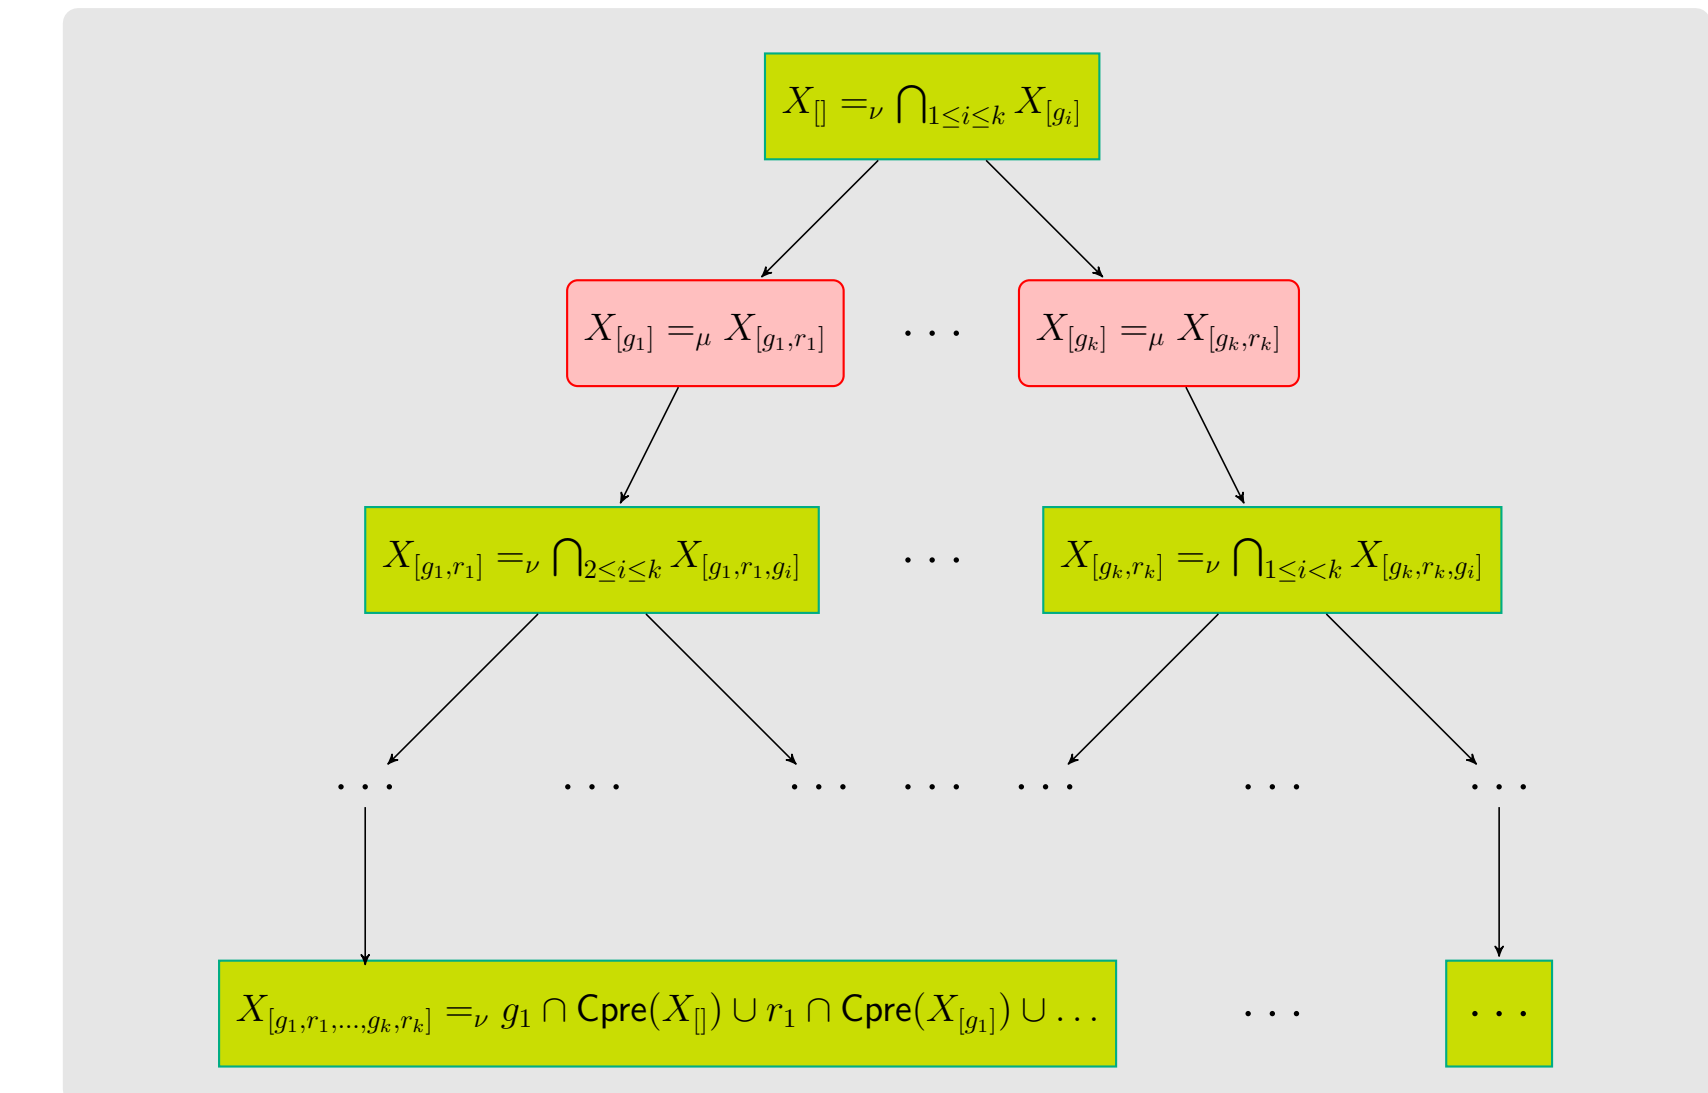 X_{[]} =_ν ⋂_{1≤i≤k} X_{[g_i]}
X_{[g_1]} =_μ X_{[g_1,r_1]} ... X_{[g_k]} =_μ X_{[g_k,r_k]}
X_{[g_1,r_1]} =_ν ⋂_{2≤i≤k} X_{[g_1,r_1,g_i]} ... X_{[g_k,r_k]} =_ν ⋂_{1≤i<k} X_{[g_k,r_k,g_i]}
... ... ... ... ... ... ...
X_{[g_1,r_1,...,g_k,r_k]} =_ν g_1 ∩ Cpre(X_{[]}) ∪ r_1 ∩ Cpre(X_{[g_1]}) ∪ ... ... ...